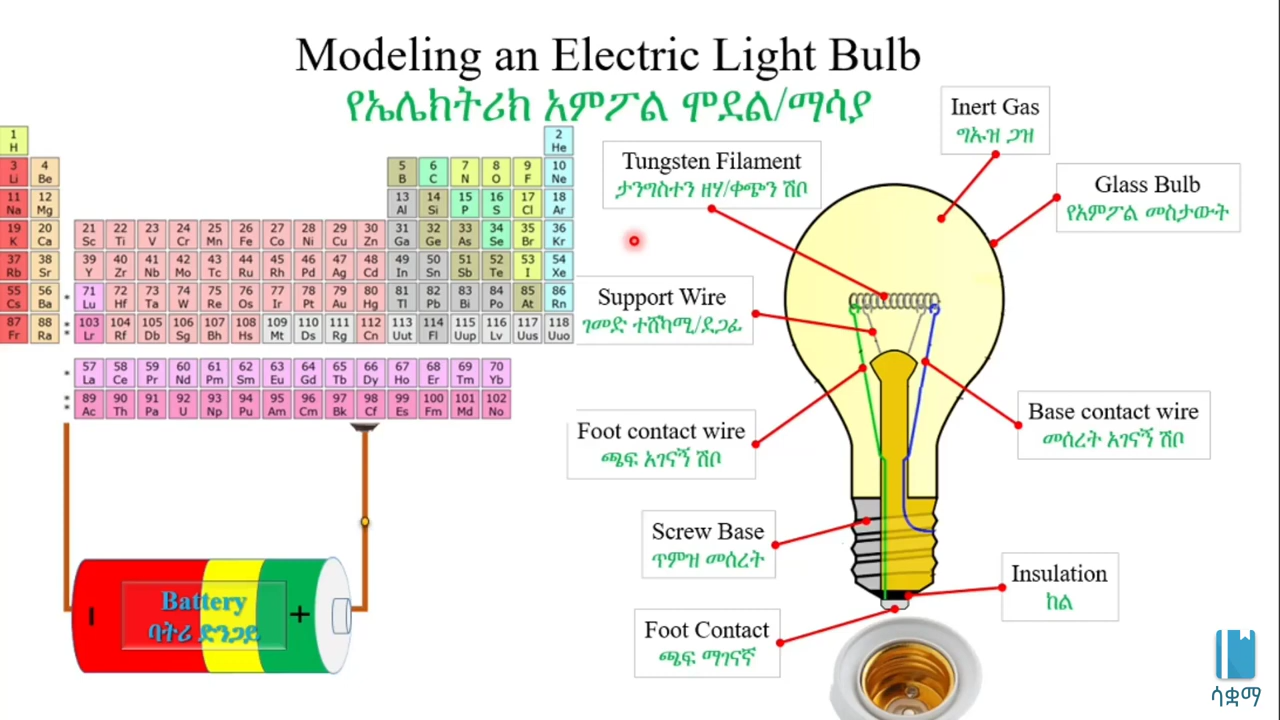 Modeling an Electric Light Bulb
የኤሌክትሪክ አምፖል ሞደል/ማሳያ
Inert Gas
ግኡዝ ጋዝ
Tungsten Filament
ታንግስተን ዘሃ/ቀጭን ሽቦ
Glass Bulb
የአምፖል መስታውት
Support Wire
ገመድ ተሸካሚ/ደጋፊ
Foot contact wire
ጫፍ አገናኝ ሽቦ
Base contact wire
መሰረት አገናኝ ሽቦ
Screw Base
ጥምዝ መሰረት
Insulation
ከል
Foot Contact
ጫፍ ማገናኛ
1 2
H He
3 4 5 6 7 8 9 10
Li Be B C N O F Ne
11 12 13 14 15 16 17 18
Na Mg Al Si P S Cl Ar
19 20 21 22 23 24 25 26 27 28 29 30 31 32 33 34 35 36
K Ca Sc Ti V Cr Mn Fe Co Ni Cu Zn Ga Ge As Se Br Kr
37 38 39 40 41 42 43 44 45 46 47 48 49 50 51 52 53 54
Rb Sr Y Zr Nb Mo Tc Ru Rh Pd Ag Cd In Sn Sb Te I Xe
55 56 * 71 72 73 74 75 76 77 78 79 80 81 82 83 84 85 86
Cs Ba Lu Hf Ta W Re Os Ir Pt Au Hg Tl Pb Bi Po At Rn
87 88 * 103 104 105 106 107 108 109 110 111 112 113 114 115 116 117 118
Fr Ra * Lr Rf Db Sg Bh Hs Mt Ds Rg Cn Uut Fl Uup Lv Uus Uuo
* 57 58 59 60 61 62 63 64 65 66 67 68 69 70
La Ce Pr Nd Pm Sm Eu Gd Tb Dy Ho Er Tm Yb
* 89 90 91 92 93 94 95 96 97 98 99 100 101 102
* Ac Th Pa U Np Pu Am Cm Bk Cf Es Fm Md No
Battery
ባትሪ ድንጋይ
+
ሳቋማ